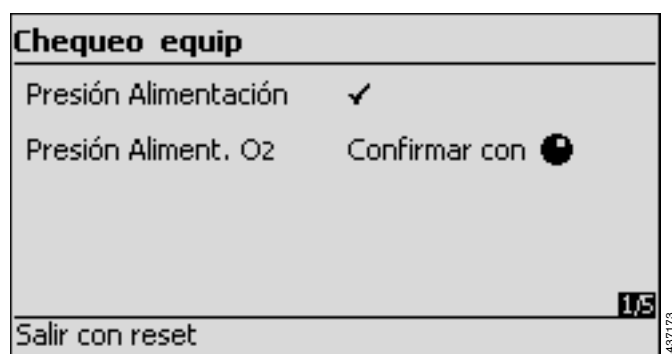 Chequeo equip
Presión Alimentación ✓
Presión Aliment. O2 Confirmar con
1/5
Salir con reset
437173